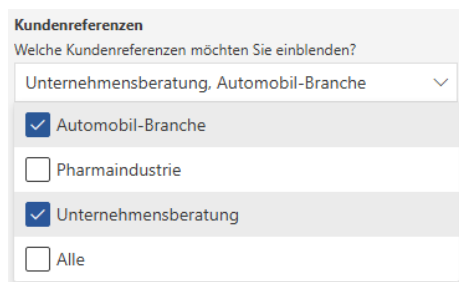 Kundenreferenzen
Welche Kundenreferenzen möchten Sie einblenden?
Unternehmensberatung, Automobil-Branche
Automobil-Branche
Pharmaindustrie
Unternehmensberatung
Alle